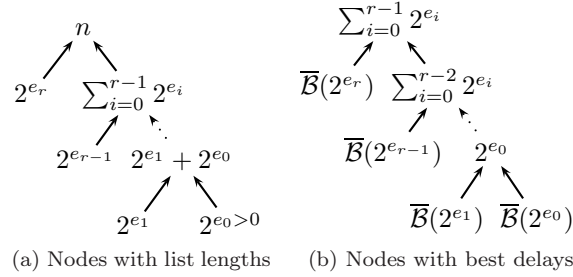 n $\sum_{i=0}^{r-1} 2^{e_i}$
$2^{e_r}$ $\sum_{i=0}^{r-1} 2^{e_i}$ $\overline{\mathcal{B}}(2^{e_r})$ $\sum_{i=0}^{r-2} 2^{e_i}$
$2^{e_{r-1}}$ $2^{e_1} + 2^{e_0}$ $\overline{\mathcal{B}}(2^{e_{r-1}})$ $2^{e_0}$
$2^{e_1}$ $2^{e_0>0}$ $\overline{\mathcal{B}}(2^{e_1})$ $\overline{\mathcal{B}}(2^{e_0})$
(a) Nodes with list lengths
(b) Nodes with best delays